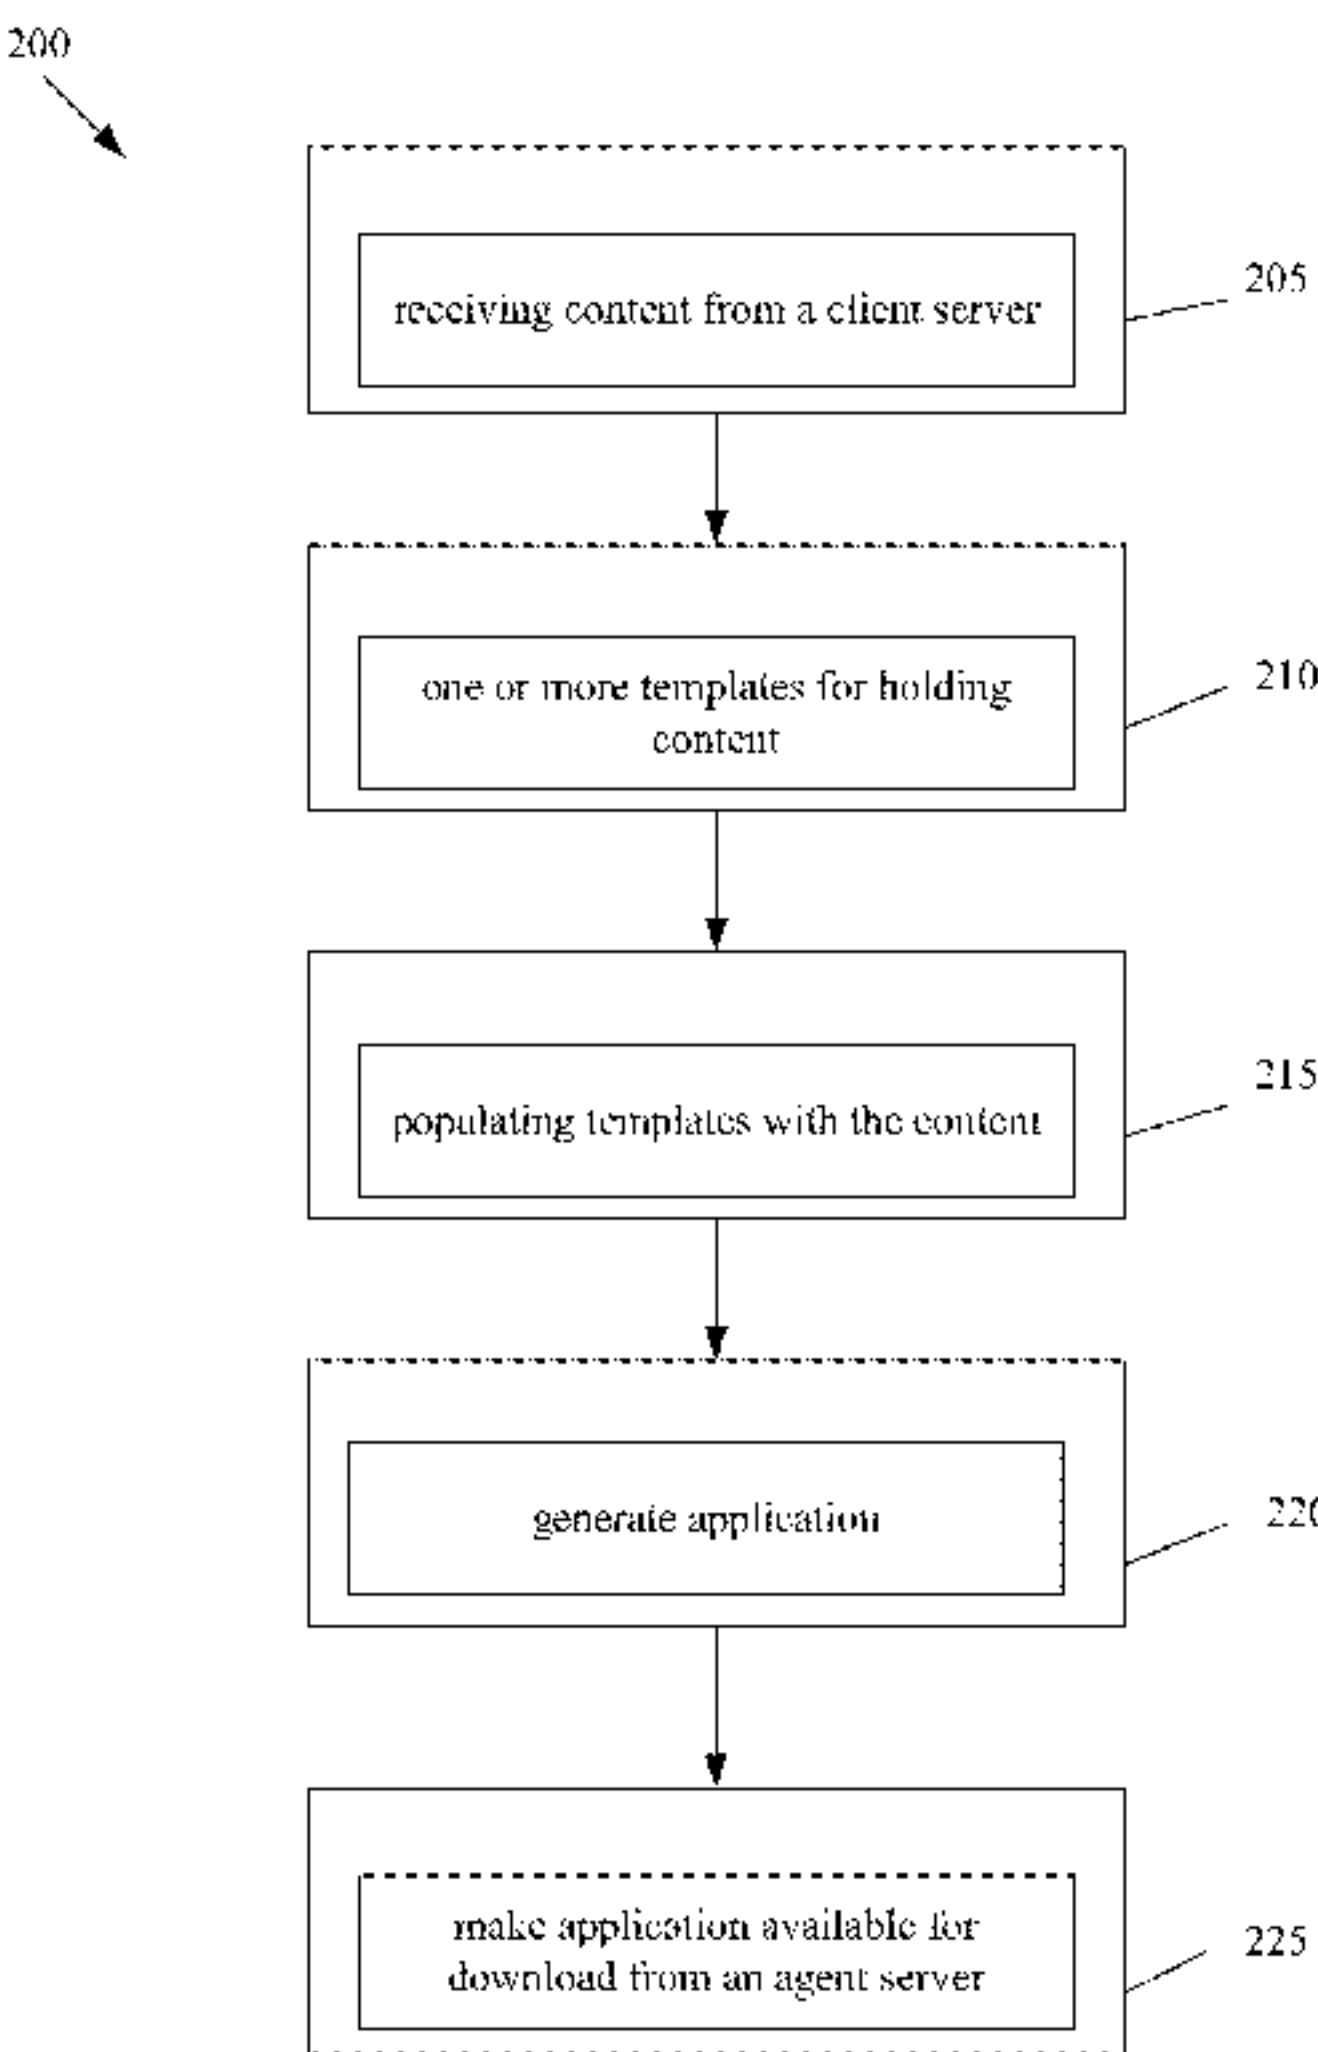 200
receiving content from a client server
205
one or more templates for holding
content
210
populating templates with the content
215
generate application
220
make application available for
download from an agent server
225